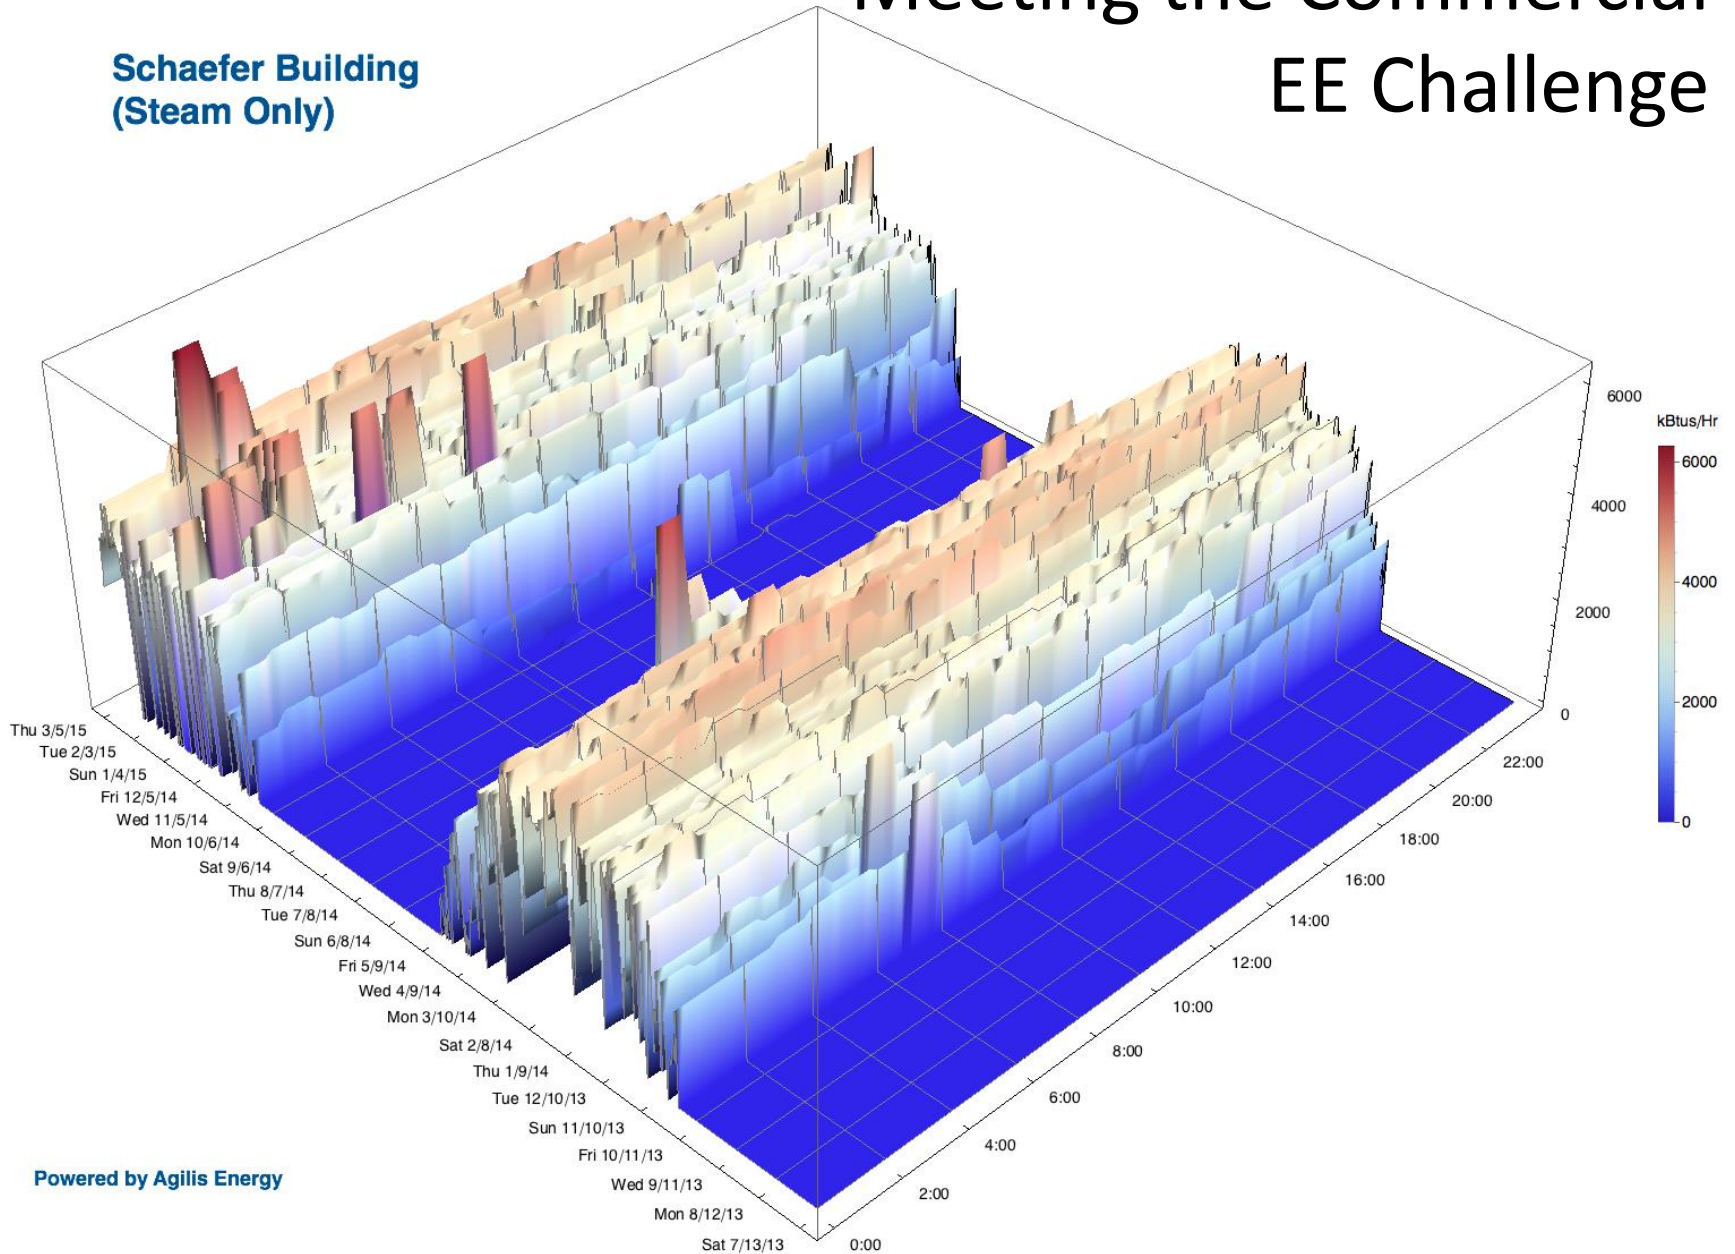 Meeting the Commercial
EE Challenge
Schaefer Building
(Steam Only)
6000
4000
2000
0
kBtus/Hr
6000
4000
2000
0
Thu 3/5/15
Tue 2/3/15
Sun 1/4/15
Fri 12/5/14
Wed 11/5/14
Mon 10/6/14
Sat 9/6/14
Thu 8/7/14
Tue 7/8/14
Sun 6/8/14
Fri 5/9/14
Wed 4/9/14
Mon 3/10/14
Sat 2/8/14
Thu 1/9/14
Tue 12/10/13
Sun 11/10/13
Fri 10/11/13
Wed 9/11/13
Mon 8/12/13
Sat 7/13/13
22:00
20:00
18:00
16:00
14:00
12:00
10:00
8:00
6:00
4:00
2:00
0:00
Powered by Agilis Energy